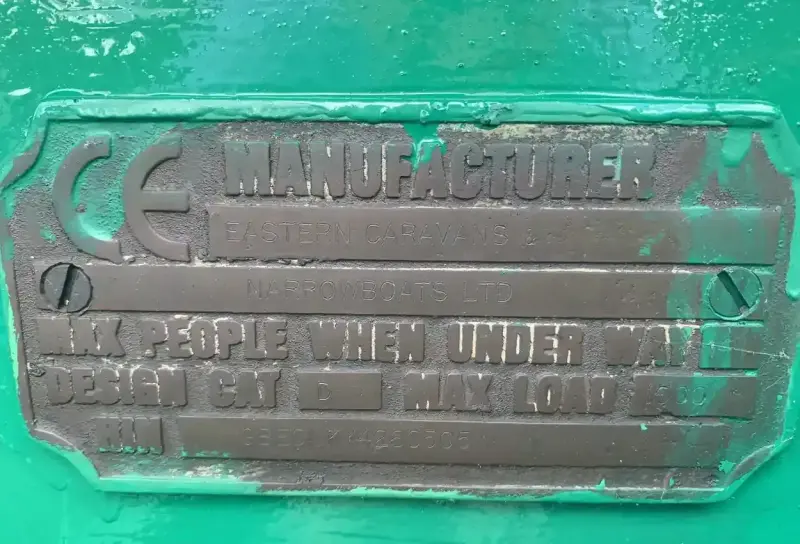 CE MANUFACTURER
EASTERN CARAVANS &
NARROWBOATS LTD
MAX PEOPLE WHEN UNDER WAY
DESIGN CAT D MAX LOAD
HIN